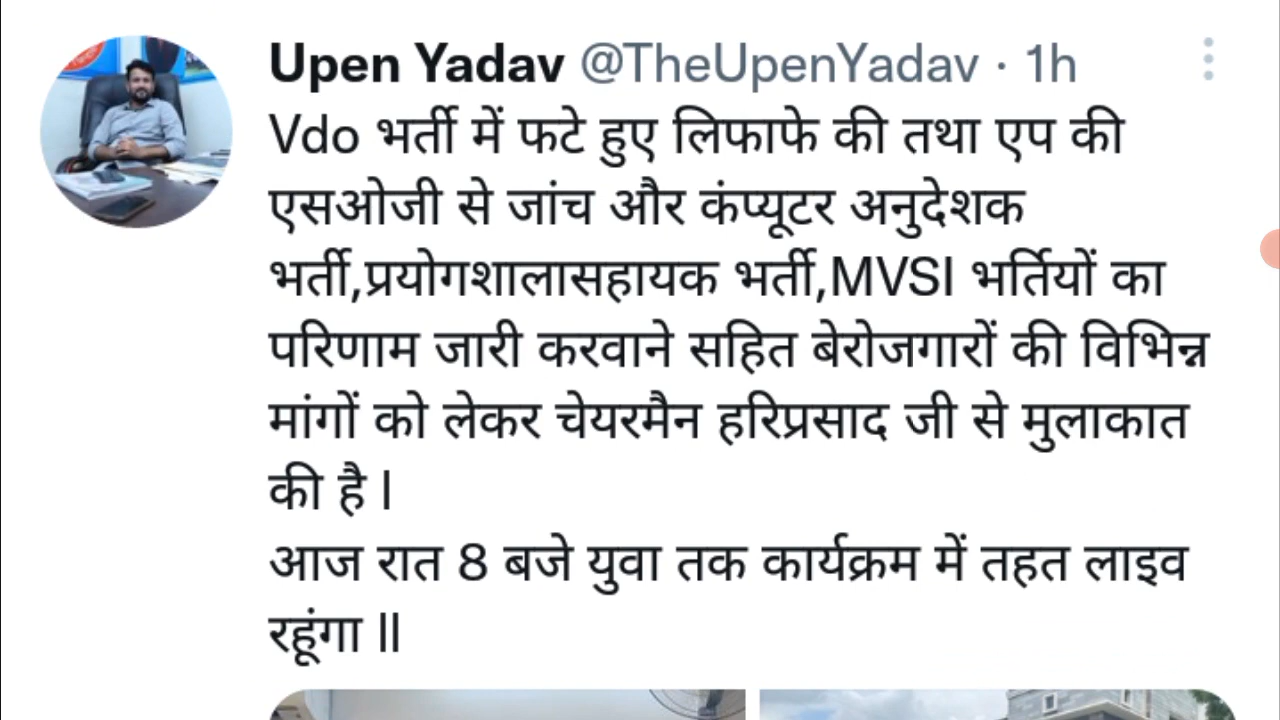 Upen Yadav @TheUpenYadav · 1h
Vdo भर्ती में फटे हुए लिफाफे की तथा एप की
एसओजी से जांच और कंप्यूटर अनुदेशक
भर्ती,प्रयोगशालासहायक भर्ती,MVSI भर्तियों का
परिणाम जारी करवाने सहित बेरोजगारों की विभिन्न
मांगों को लेकर चेयरमैन हरिप्रसाद जी से मुलाकात
की है l
आज रात 8 बजे युवा तक कार्यक्रम में तहत लाइव
रहूंगा ll